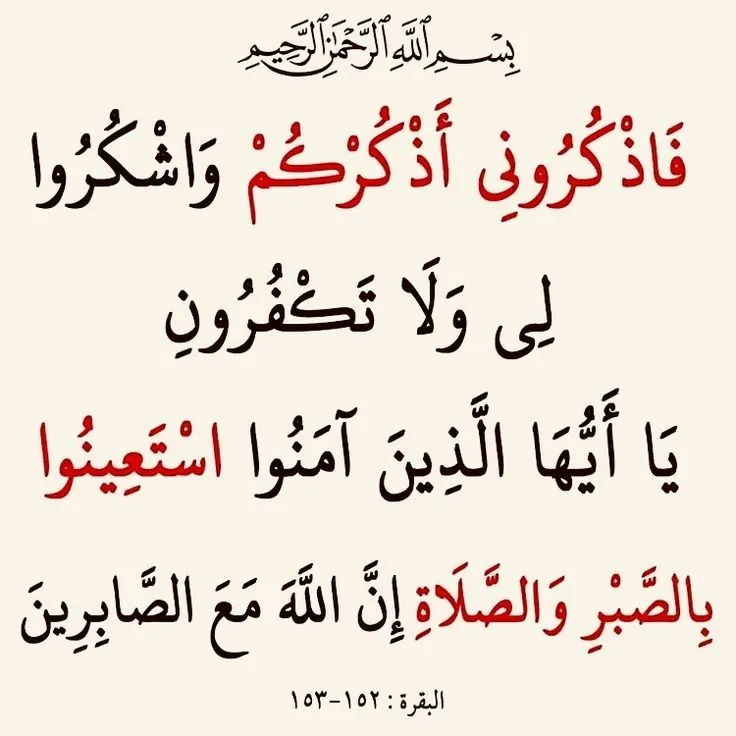 بِسْمِ ٱللَّهِ ٱلرَّحْمَٰنِ ٱلرَّحِيمِ
فَاذْكُرُونِى أَذْكُرْكُمْ وَاشْكُرُوا
لِى وَلَا تَكْفُرُونِ
يَا أَيُّهَا الَّذِينَ آمَنُوا اسْتَعِينُوا
بِالصَّبْرِ وَالصَّلَاةِ إِنَّ اللَّهَ مَعَ الصَّابِرِينَ
البقرة : ١٥٢-١٥٣